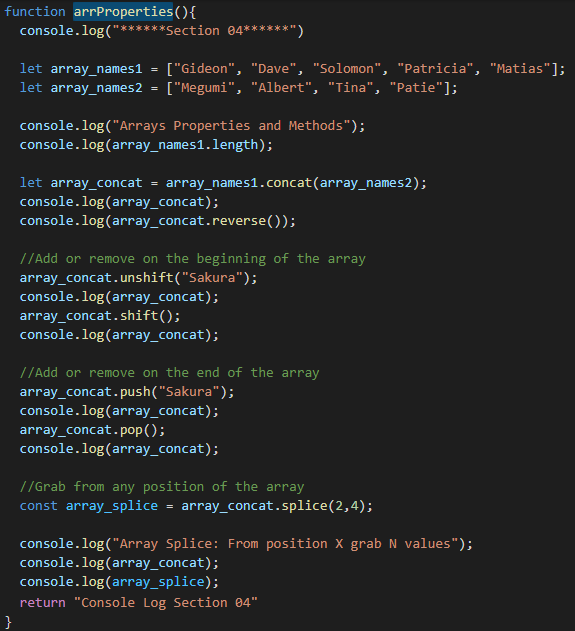 function arrProperties(){
  console.log("******Section 04******")

  let array_names1 = ["Gideon", "Dave", "Solomon", "Patricia", "Matias"];
  let array_names2 = ["Megumi", "Albert", "Tina", "Patie"];

  console.log("Arrays Properties and Methods");
  console.log(array_names1.length);

  let array_concat = array_names1.concat(array_names2);
  console.log(array_concat);
  console.log(array_concat.reverse());

  //Add or remove on the beginning of the array
  array_concat.unshift("Sakura");
  console.log(array_concat);
  array_concat.shift();
  console.log(array_concat);

  //Add or remove on the end of the array
  array_concat.push("Sakura");
  console.log(array_concat);
  array_concat.pop();
  console.log(array_concat);

  //Grab from any position of the array
  const array_splice = array_concat.splice(2,4);

  console.log("Array Splice: From position X grab N values");
  console.log(array_concat);
  console.log(array_splice);
  return "Console Log Section 04"
}